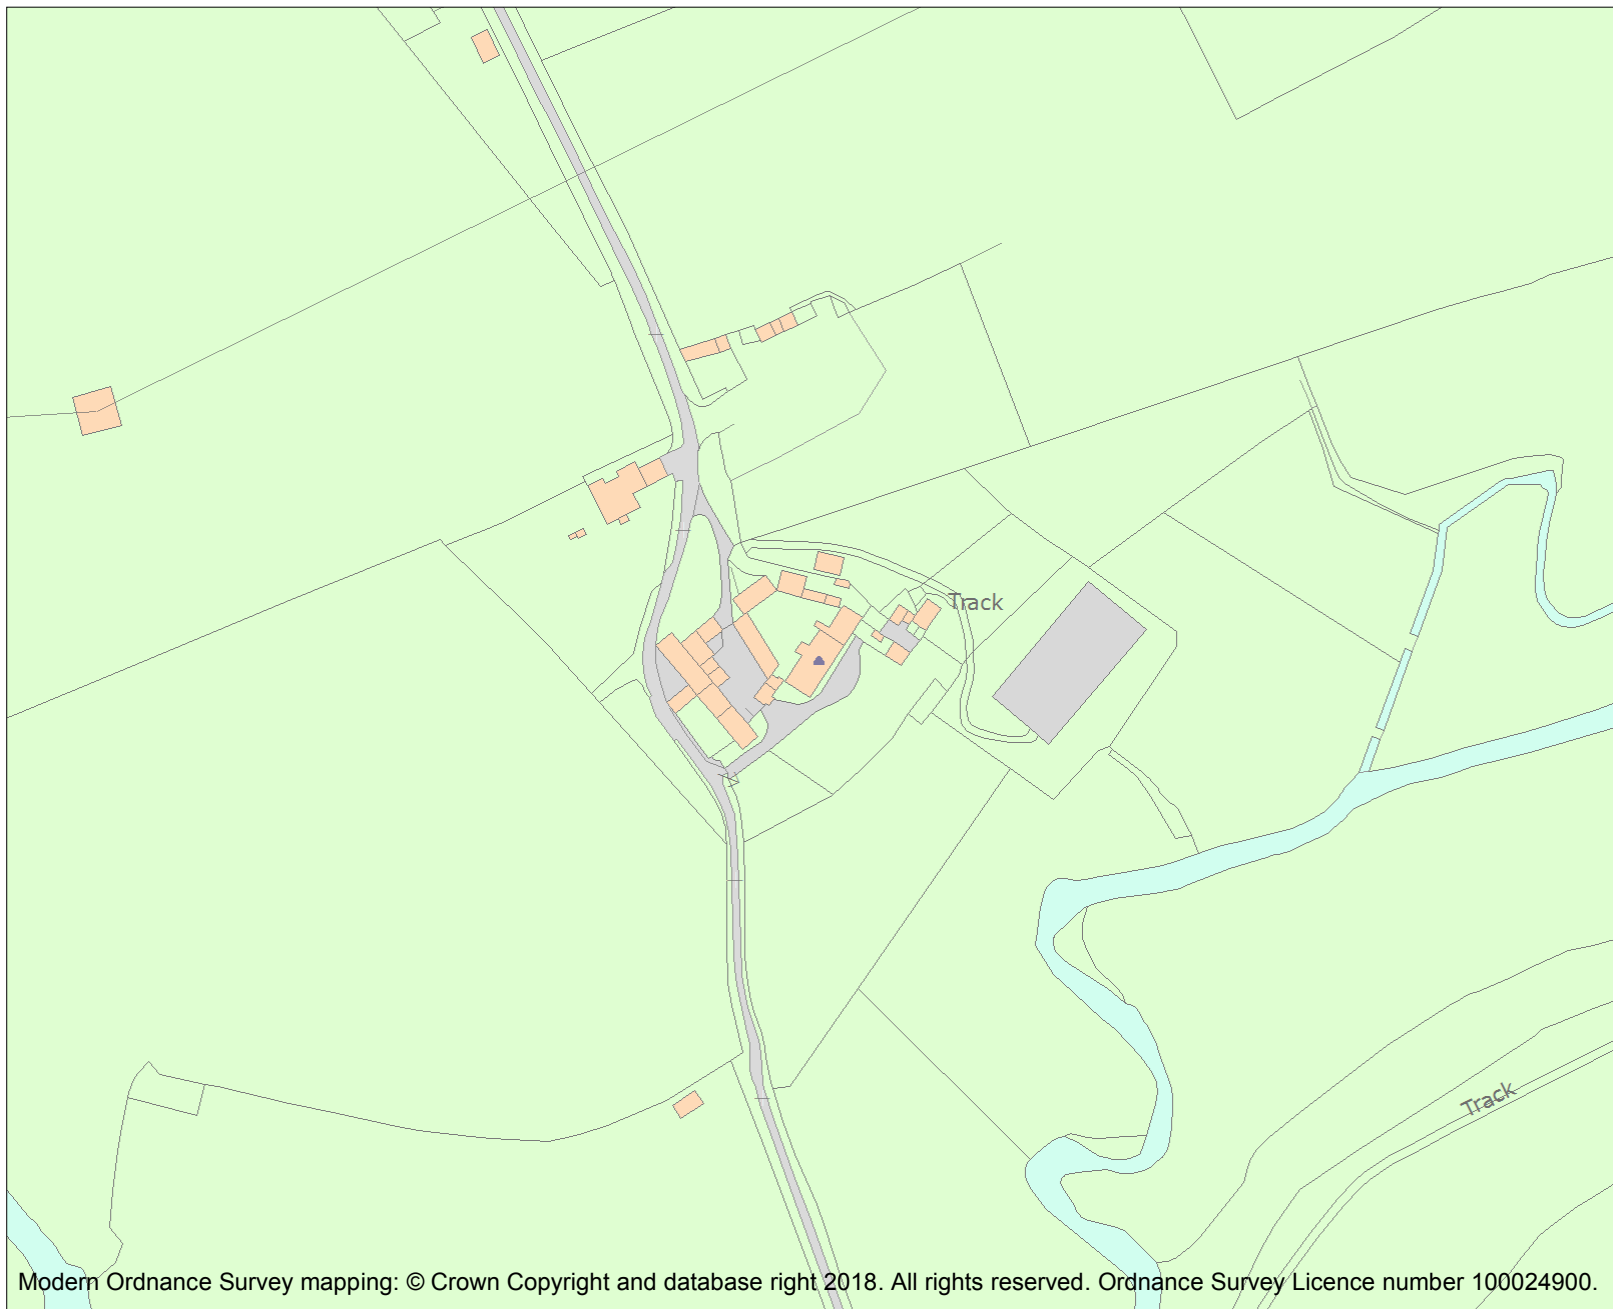 Track
Track
Modern Ordnance Survey mapping: © Crown Copyright and database right 2018. All rights reserved. Ordnance Survey Licence number 100024900.